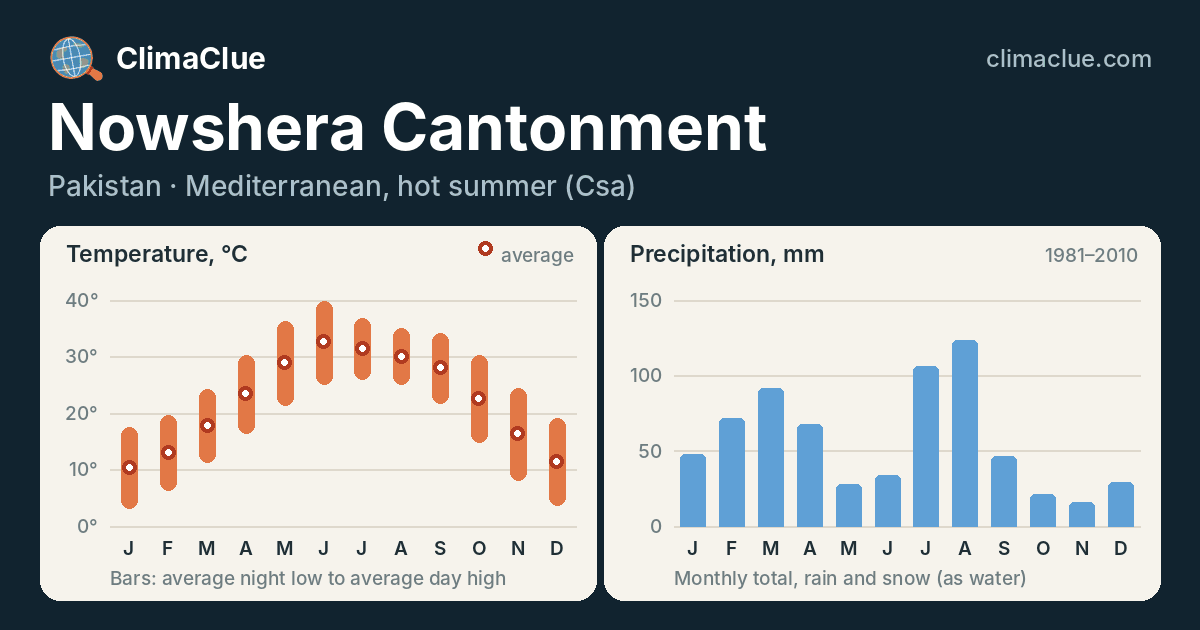 ClimaClue
climaclue.com
Nowshera Cantonment
Pakistan · Mediterranean, hot summer (Csa)
Temperature, °C
average
40°
30°
20°
10°
0°
J F M A M J J A S O N D
Bars: average night low to average day high
Precipitation, mm
1981–2010
150
100
50
0
J F M A M J J A S O N D
Monthly total, rain and snow (as water)